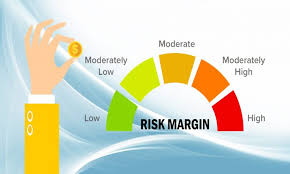 Moderate
Moderately
Low
Moderately
High
Low
RISK MARGIN
High
$